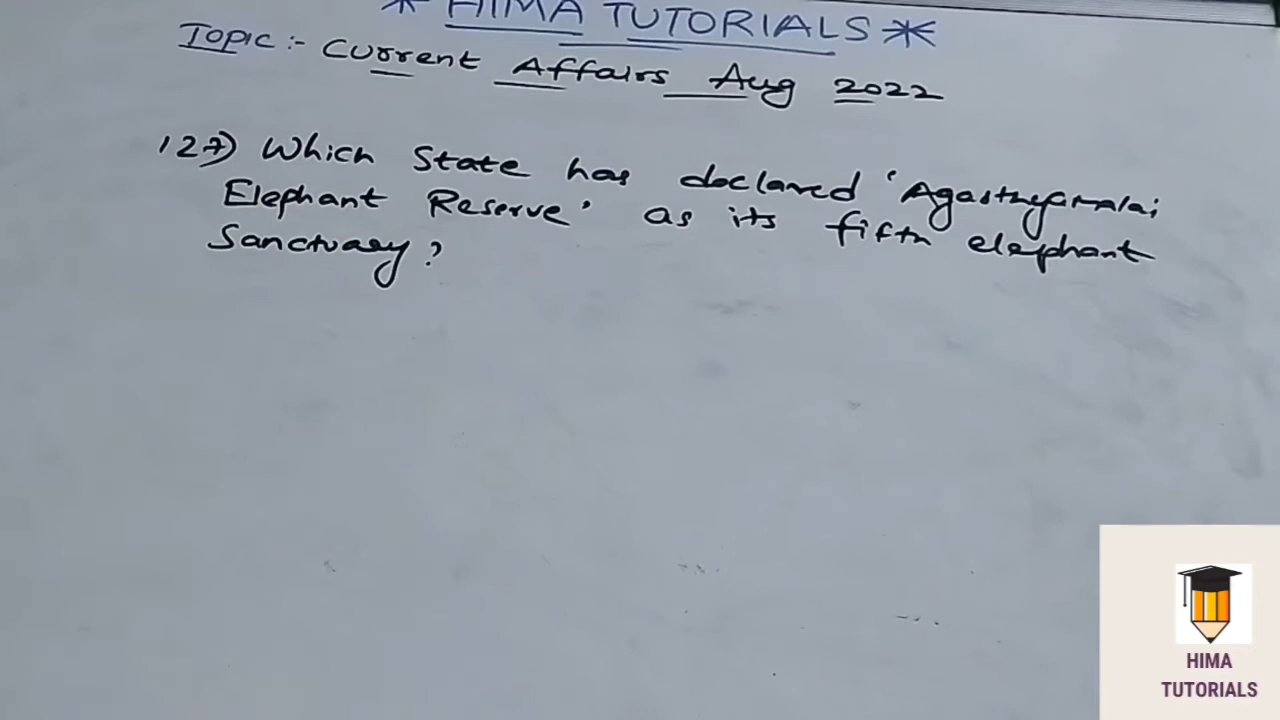 * HIMA TUTORIALS *
Topic:- Current Affairs Aug 2022
127) Which State has declared 'Agasthyamalai
Elephant Reserve' as its fifth elephant
Sanctuary?
HIMA
TUTORIALS